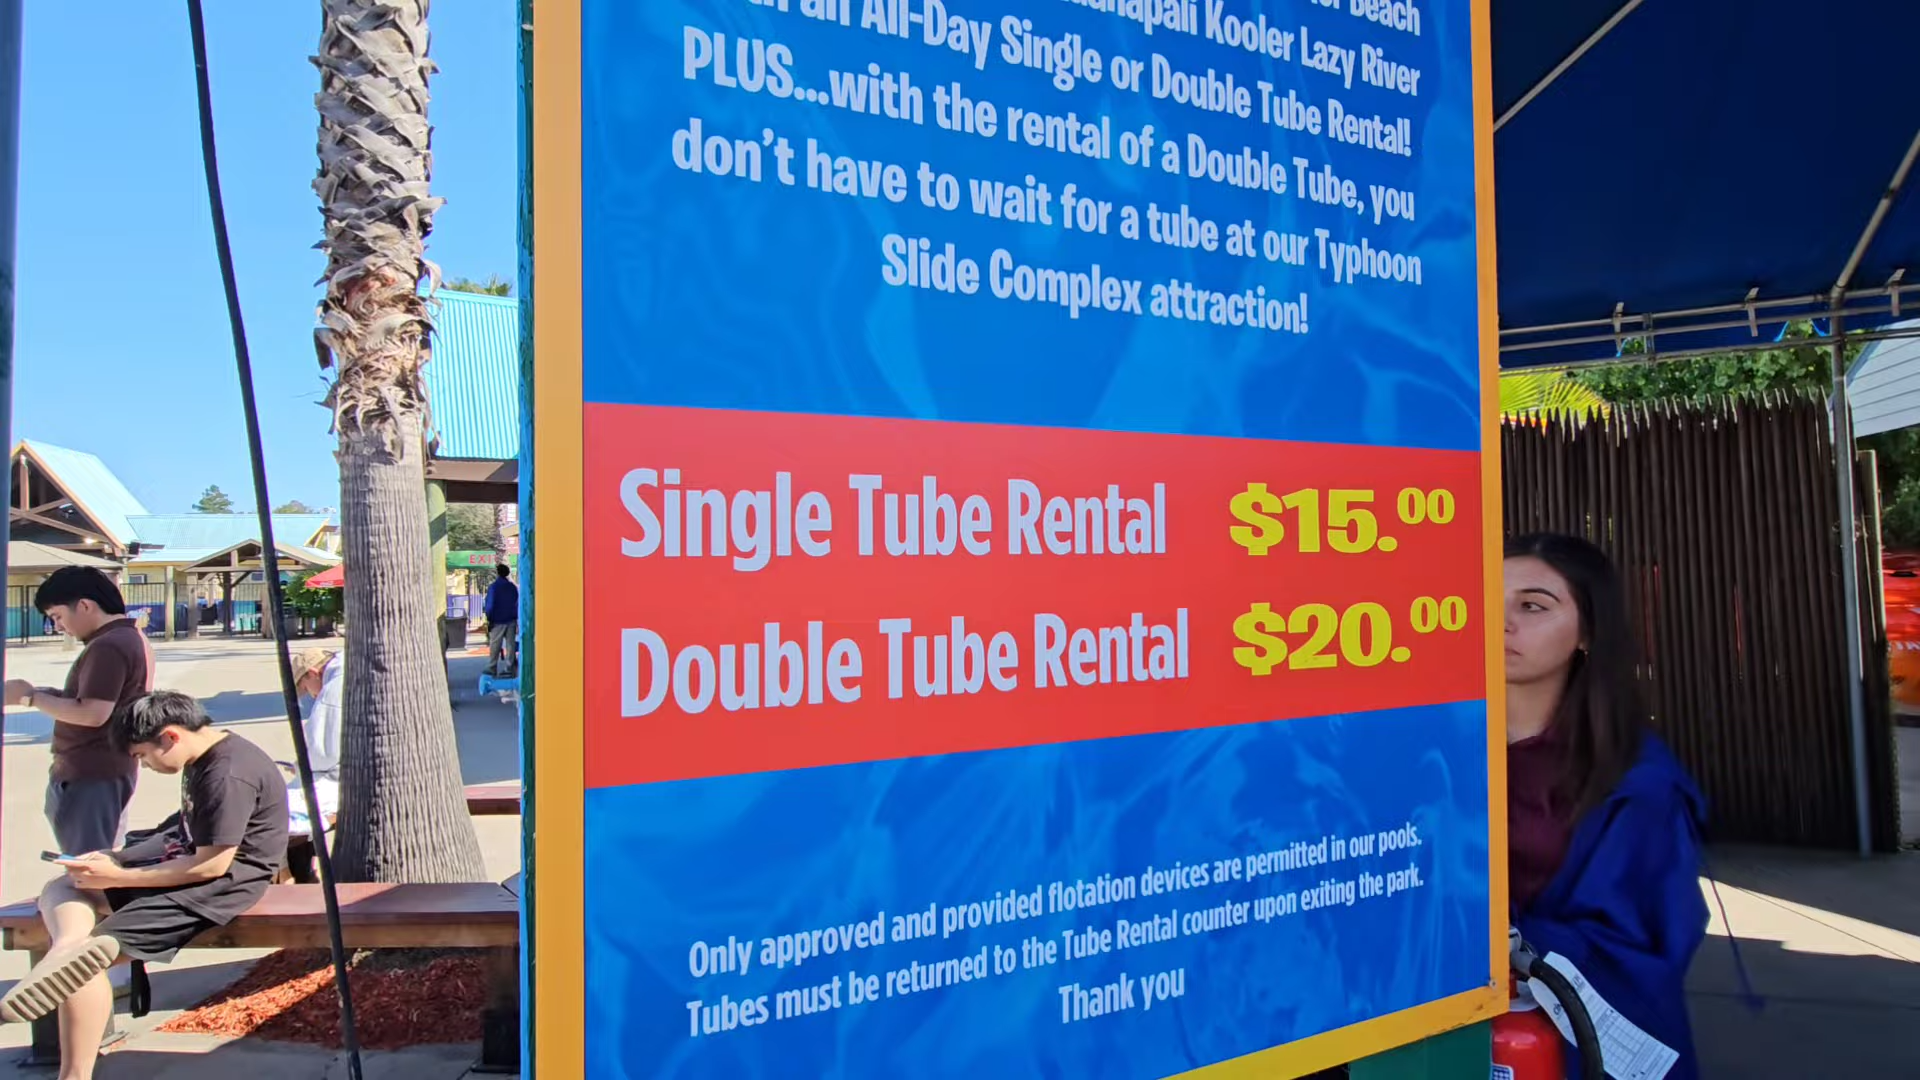 Beach
Kooler Lazy River
an All-Day Single or Double Tube Rental!
PLUS...with the rental of a Double Tube, you
don't have to wait for a tube at our Typhoon
Slide Complex attraction!
Single Tube Rental $15.00
Double Tube Rental $20.00
Only approved and provided flotation devices are permitted in our pools.
Tubes must be returned to the Tube Rental counter upon exiting the park.
Thank you
EXIT